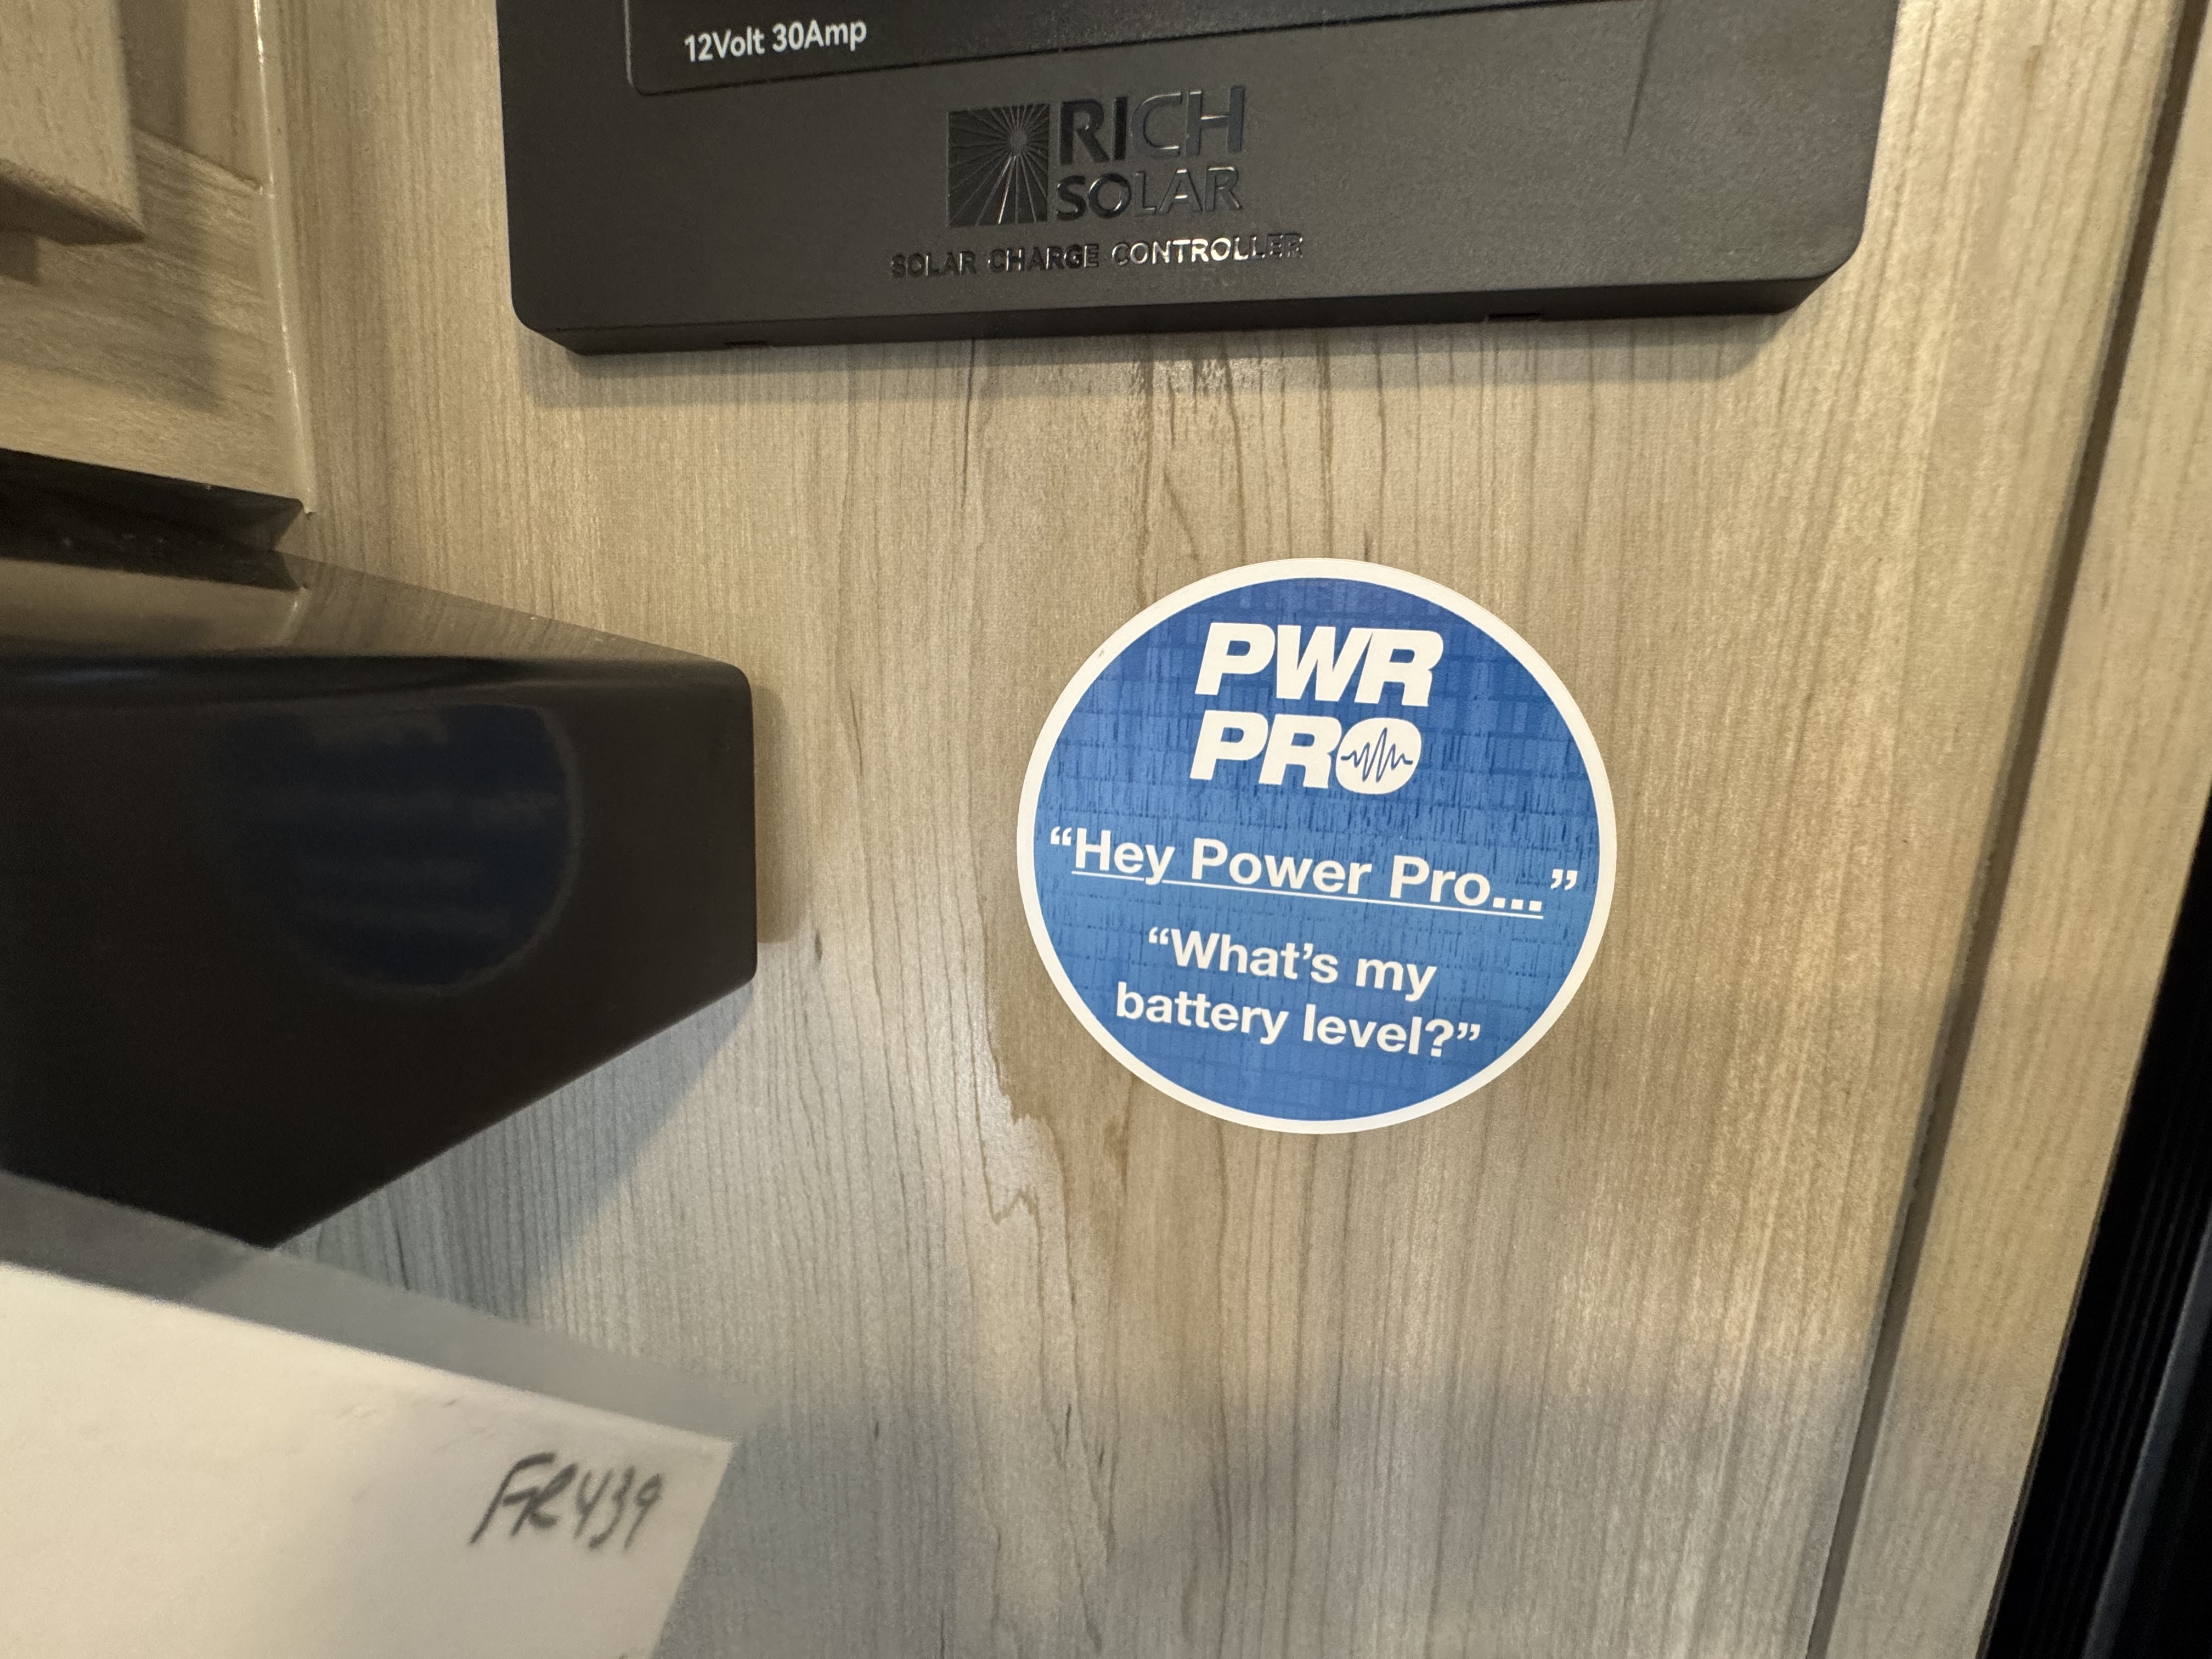 12Volt 30Amp
RICH
SOLAR
SOLAR CHARGE CONTROLLER
PWR
PRO
“Hey Power Pro...”
“What’s my
battery level?”
FR439